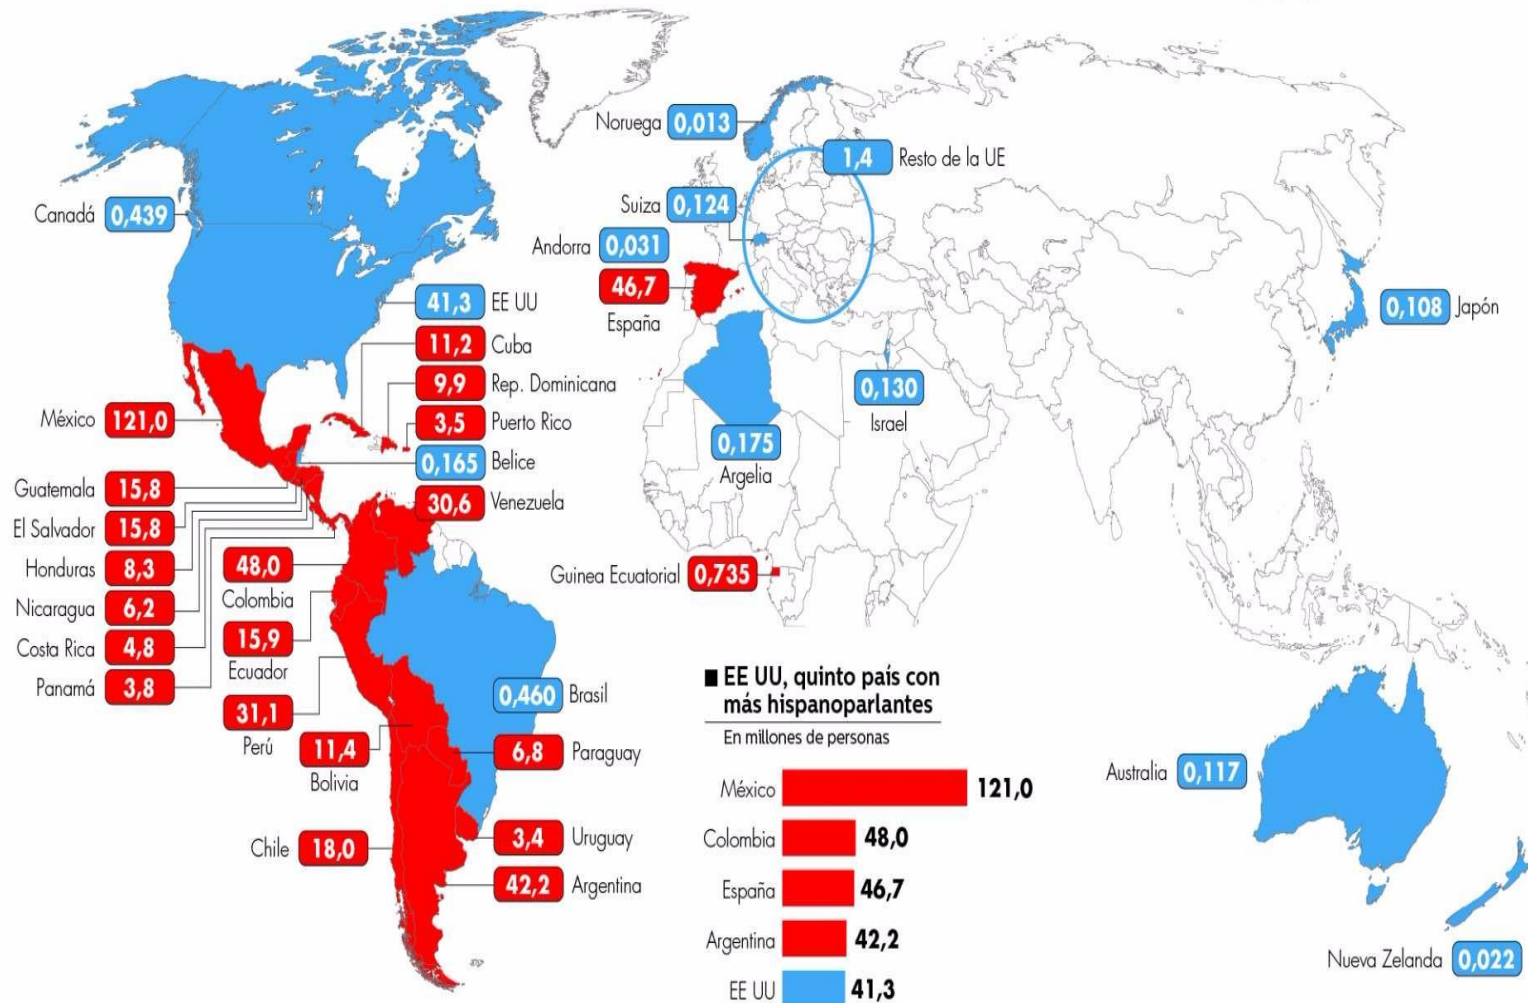 Noruega 0,013
1,4 Resto de la UE
Canadá 0,439
Suiza 0,124
Andorra 0,031
46,7
España
41,3 EE UU
0,108 Japón
11,2 Cuba
9,9 Rep. Dominicana
0,130
Israel
México 121,0
3,5 Puerto Rico
0,175
Argelia
0,165 Belice
Guatemala 15,8
30,6 Venezuela
El Salvador 15,8
Honduras 8,3
48,0
Colombia
Guinea Ecuatorial 0,735
Nicaragua 6,2
Costa Rica 4,8
15,9
Ecuador
Panamá 3,8
31,1
Perú
0,460 Brasil
11,4
Bolivia
6,8 Paraguay
Chile 18,0
3,4 Uruguay
42,2 Argentina
EE UU, quinto país con
más hispanoparlantes
En millones de personas
México 121,0
Colombia 48,0
España 46,7
Argentina 42,2
EE UU 41,3
Australia 0,117
Nueva Zelanda 0,022